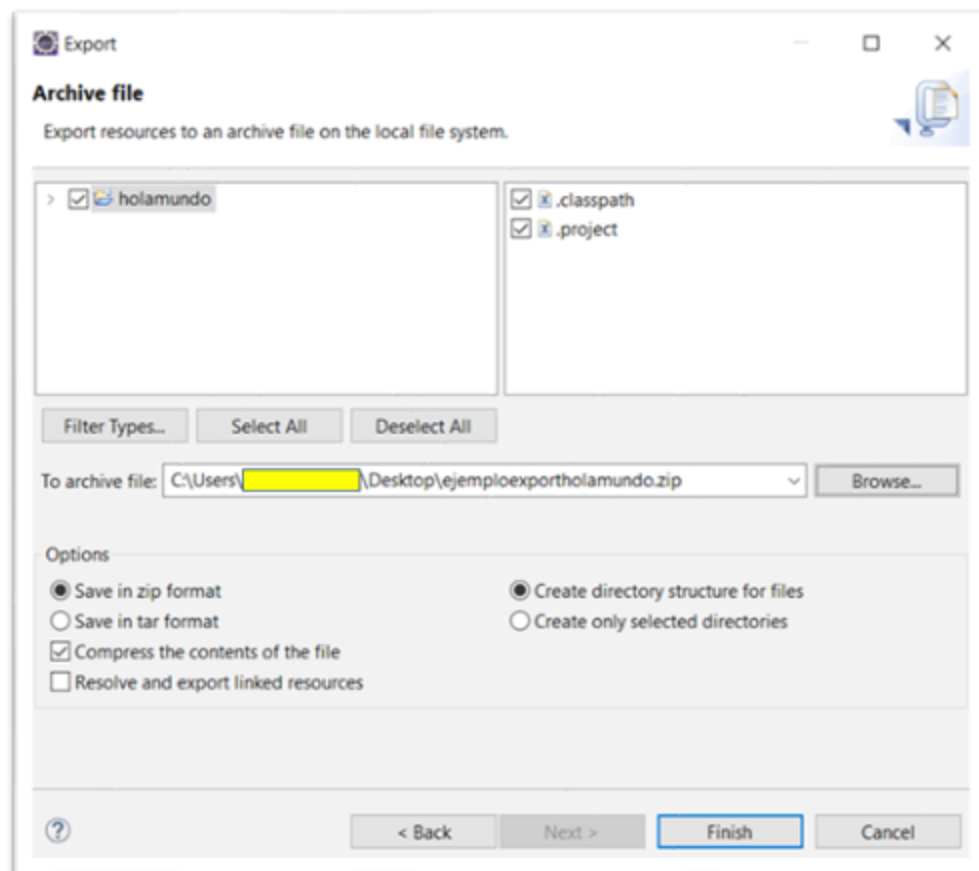 Export
Archive file
Export resources to an archive file on the local file system.
holamundo
.classpath
.project
Filter Types... Select All Deselect All
To archive file: C:\Users\ \Desktop\ejemploexportholamundo.zip Browse...
Options
Save in zip format Create directory structure for files
Save in tar format Create only selected directories
Compress the contents of the file
Resolve and export linked resources
? < Back Next > Finish Cancel